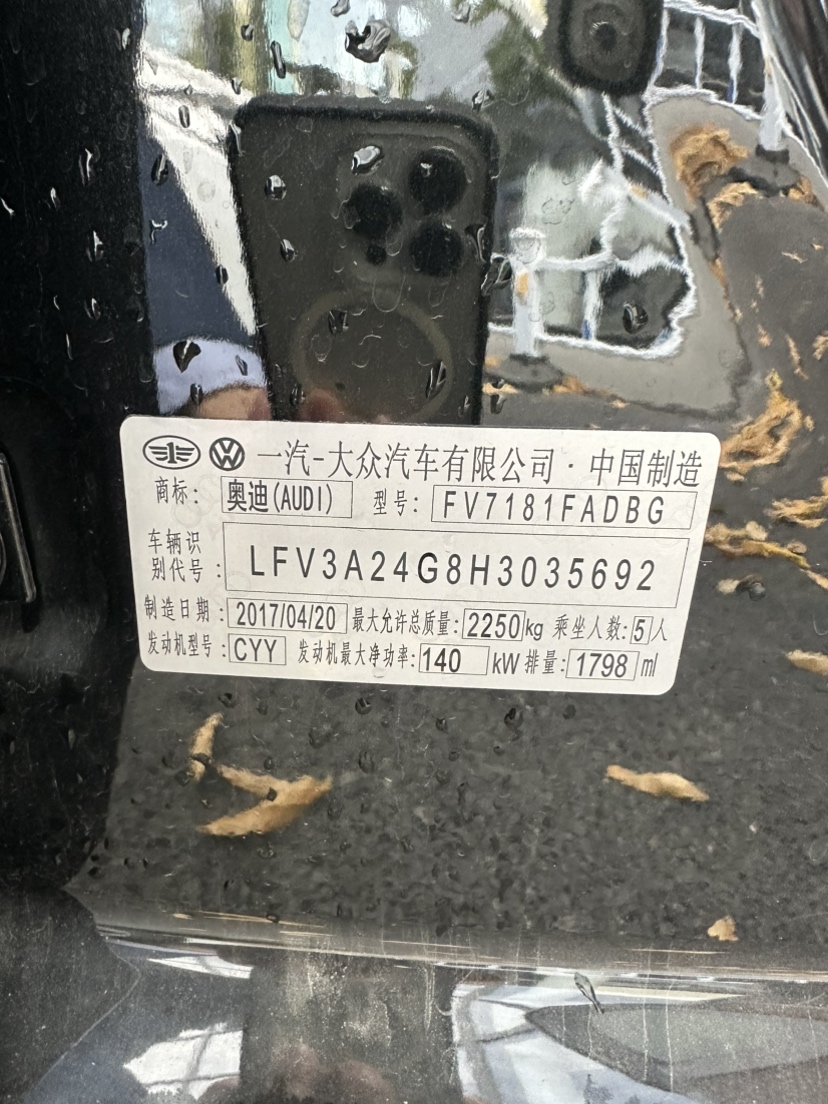 一汽-大众汽车有限公司·中国制造
商标: 奥迪(AUDI) 型号: FV7181FADBG
车辆识
别代号: LFV3A24G8H3035692
制造日期: 2017/04/20 最大允许总质量: 2250kg 乘坐人数: 5人
发动机型号: CYY 发动机最大净功率: 140 kW 排量: 1798 ml